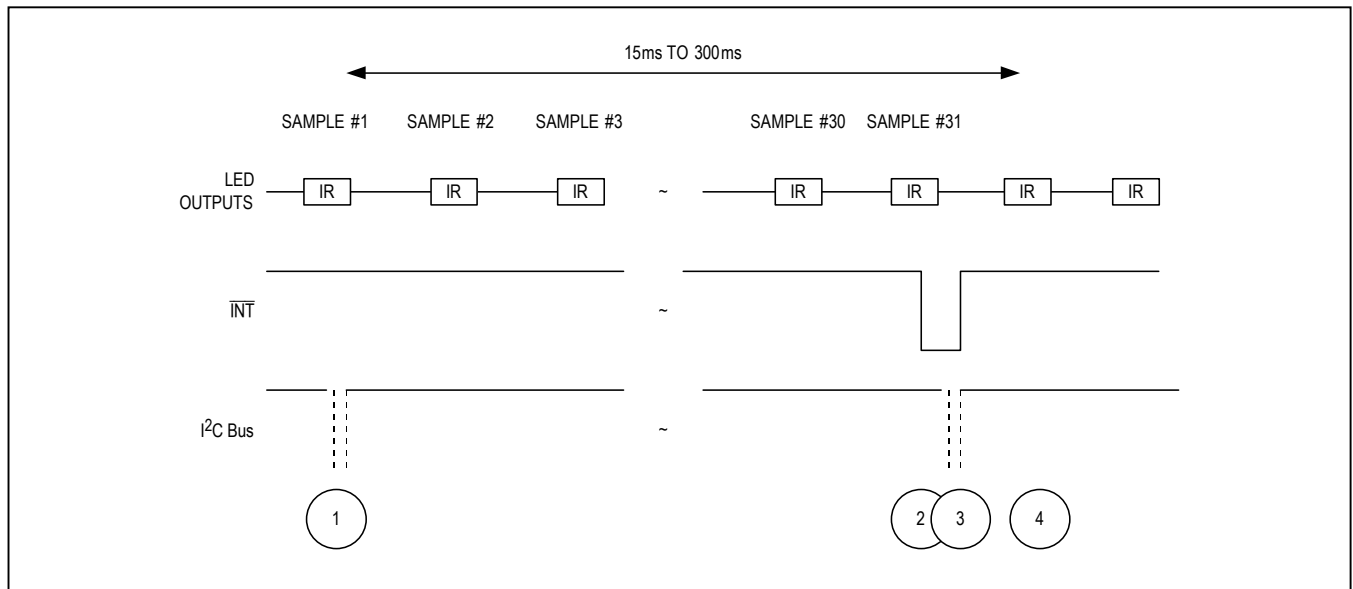 15ms TO 300ms
SAMPLE #1 SAMPLE #2 SAMPLE #3 SAMPLE #30 SAMPLE #31
LED
OUTPUTS
IR IR IR ~ IR IR IR IR
INT ~
I2C Bus ~
1 2 3 4